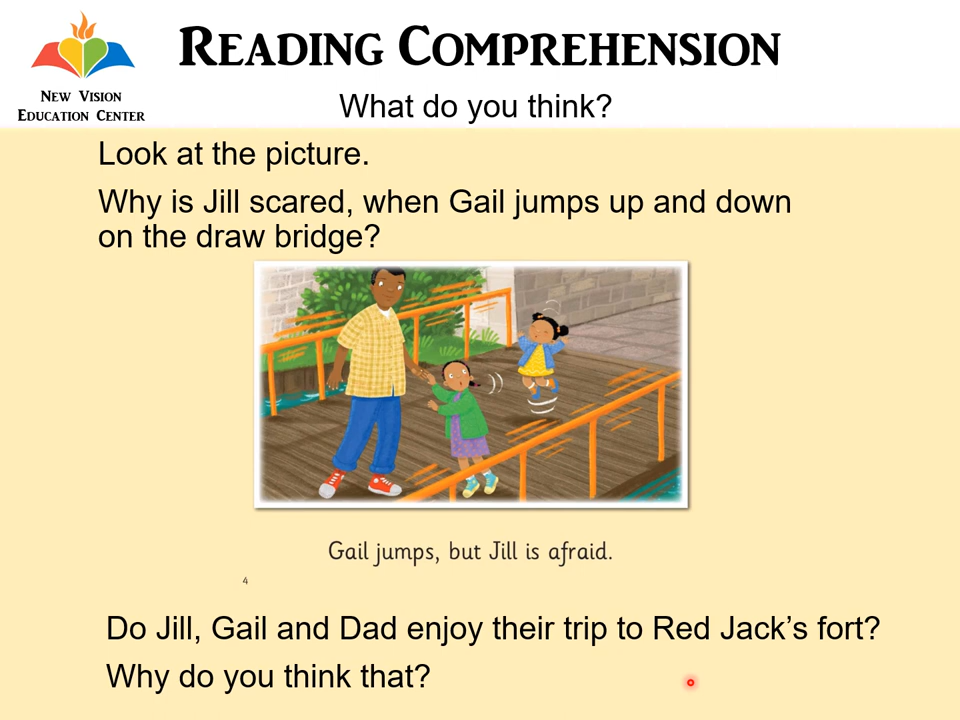 READING COMPREHENSION
NEW VISION
EDUCATION CENTER
What do you think?
Look at the picture.
Why is Jill scared, when Gail jumps up and down
on the draw bridge?
Gail jumps, but Jill is afraid.
4
Do Jill, Gail and Dad enjoy their trip to Red Jack’s fort?
Why do you think that?